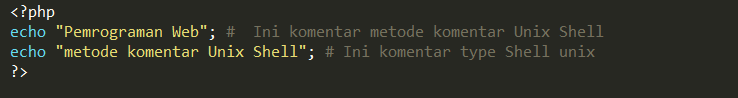 <?php
echo "Pemrograman Web"; #  Ini komentar metode komentar Unix Shell
echo "metode komentar Unix Shell"; # Ini komentar type Shell unix
?>